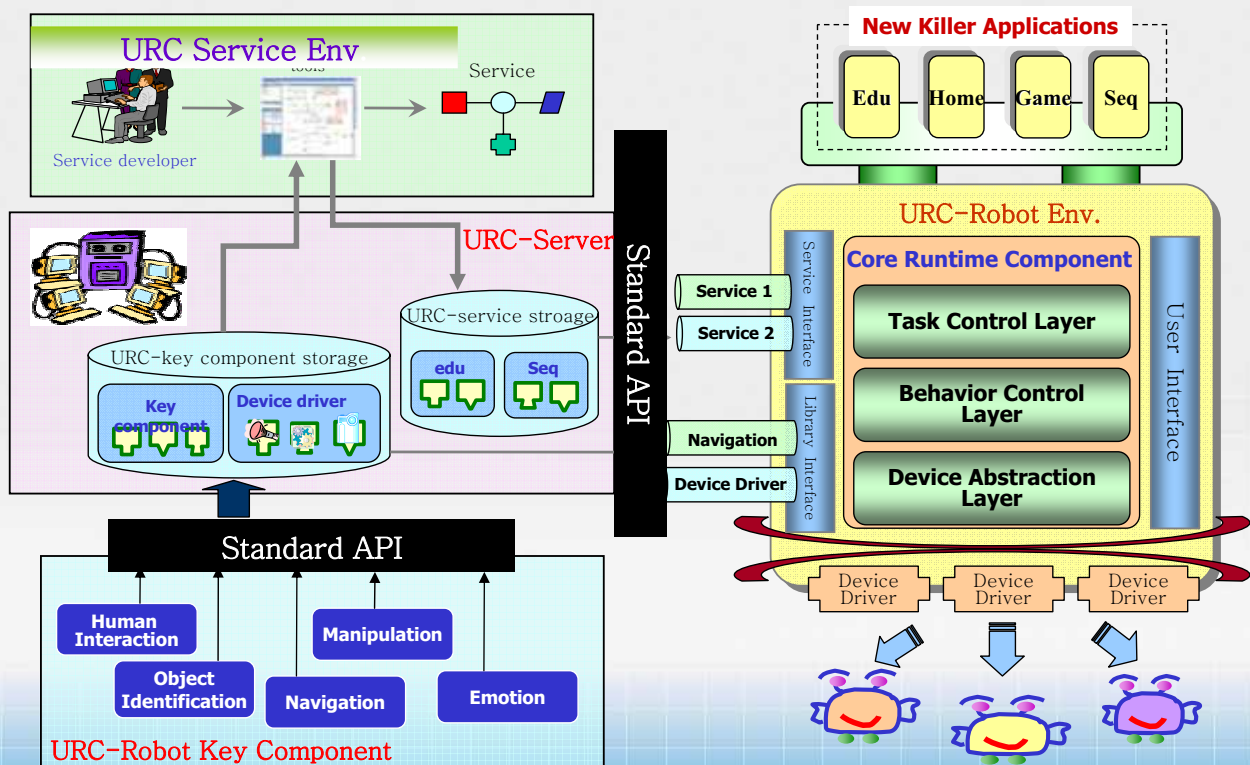 URC Service Env.
tools
Service
Service developer
New Killer Applications
Edu
Home
Game
Seq
URC-Server
URC-service stroage
edu
Seq
URC-key component storage
Key
component
Device driver
Standard API
Service 1
Service 2
Navigation
Device Driver
URC-Robot Env.
Service Interface
Library Interface
Core Runtime Component
Task Control Layer
Behavior Control
Layer
Device Abstraction
Layer
User Interface
Device
Driver
Device
Driver
Device
Driver
Standard API
Human
Interaction
Object
Identification
Navigation
Manipulation
Emotion
URC-Robot Key Component